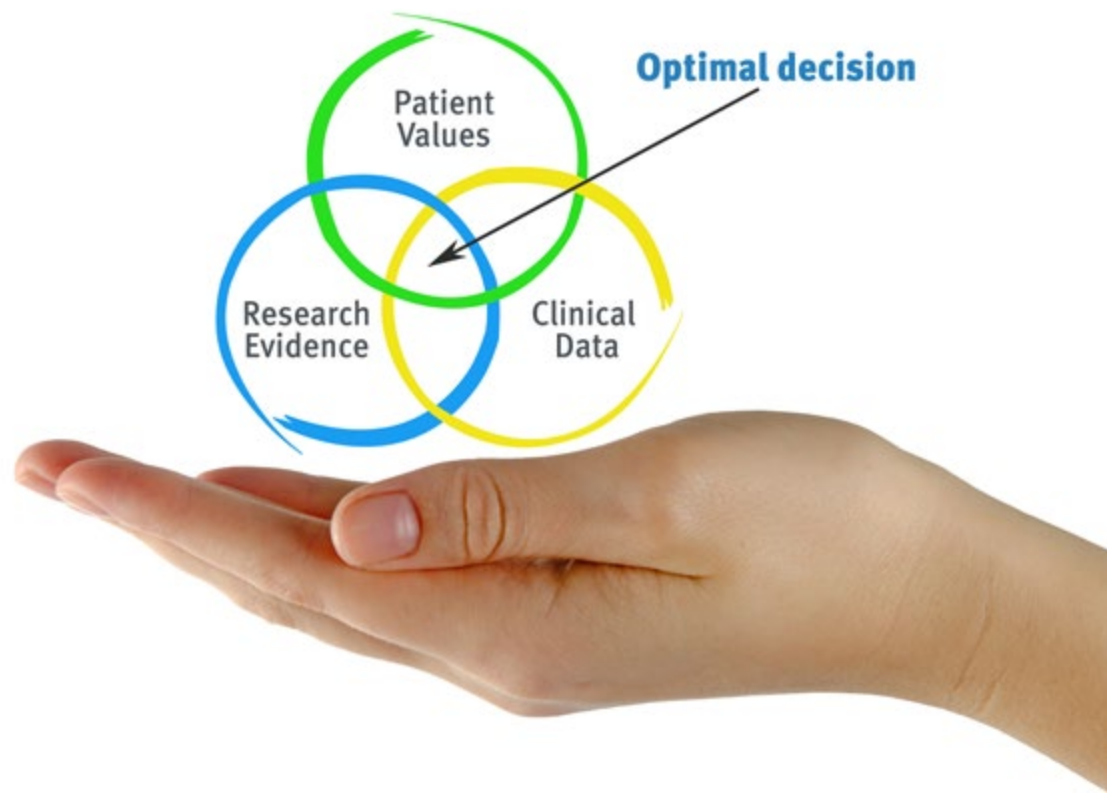 Optimal decision
Patient
Values
Research
Evidence
Clinical
Data